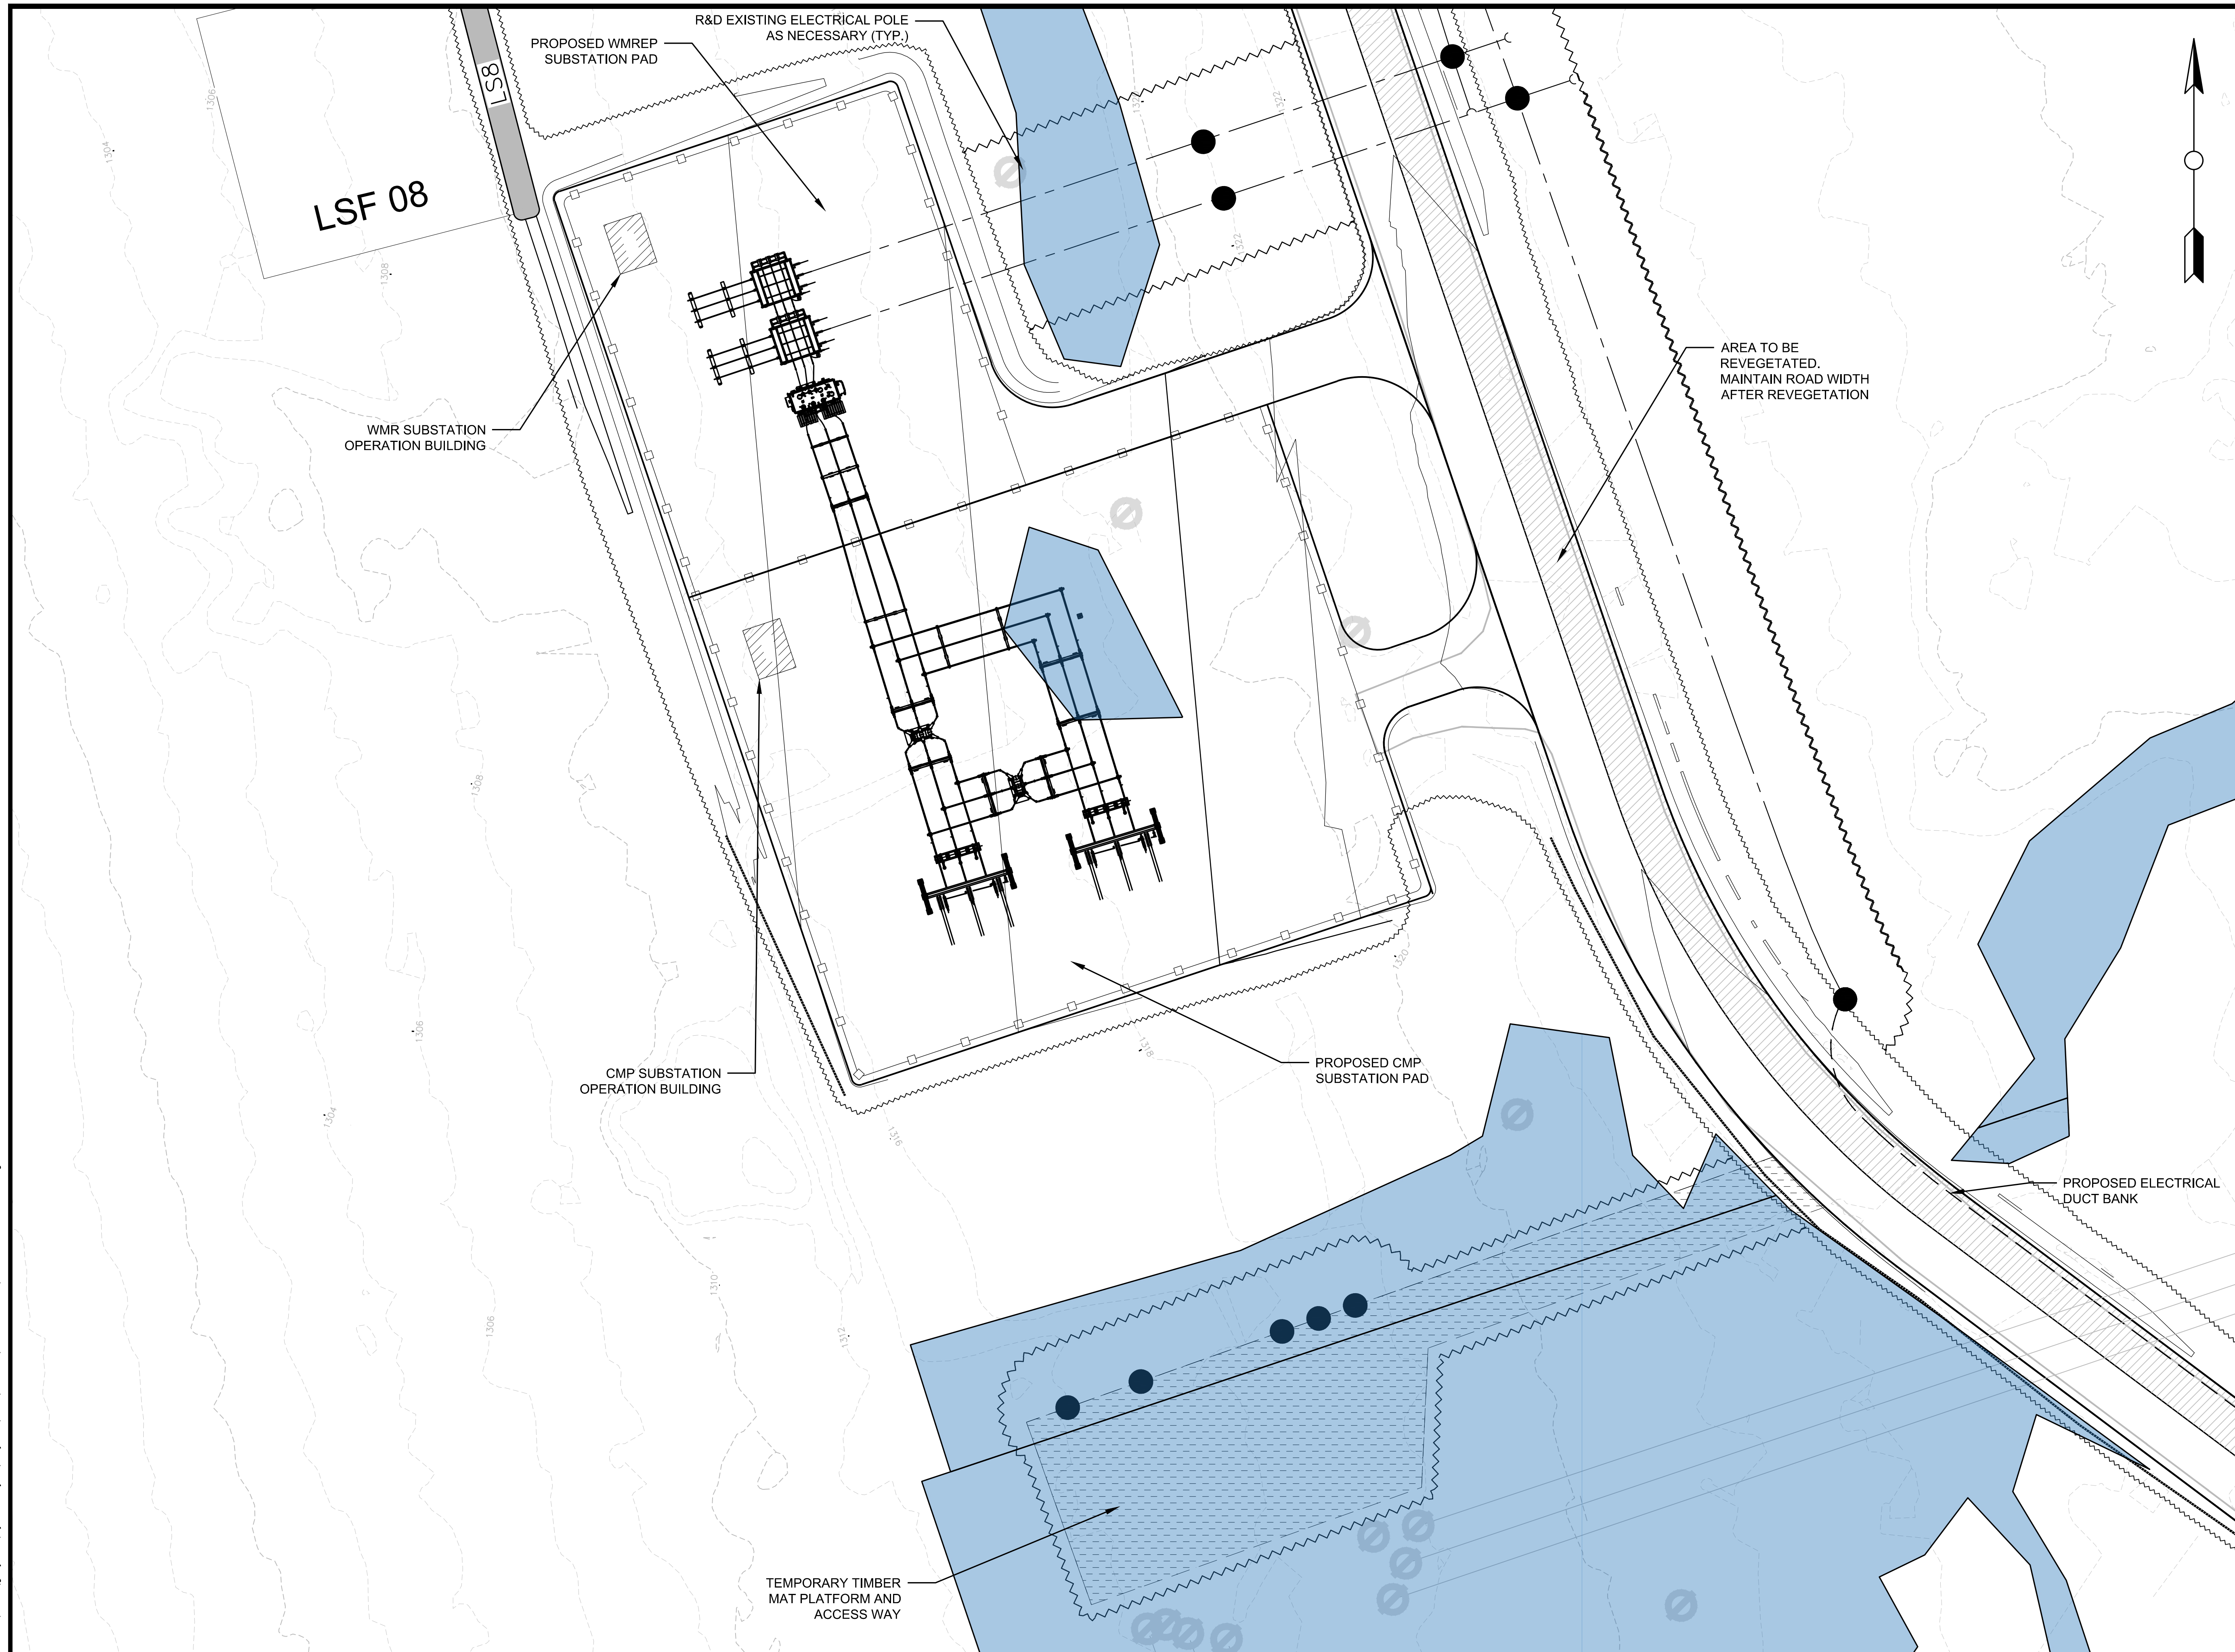 R&D EXISTING ELECTRICAL POLE
AS NECESSARY (TYP.)
PROPOSED WMREP
SUBSTATION PAD
LS8
1306
1304
LSF 08
1308
1322
1322
AREA TO BE
REVEGETATED.
MAINTAIN ROAD WIDTH
AFTER REVEGETATION
WMR SUBSTATION
OPERATION BUILDING
1308
1320
1306
1318
PROPOSED CMP
SUBSTATION PAD
CMP SUBSTATION
OPERATION BUILDING
1304
1316
PROPOSED ELECTRICAL
DUCT BANK
1310
1306
1312
TEMPORARY TIMBER
MAT PLATFORM AND
ACCESS WAY